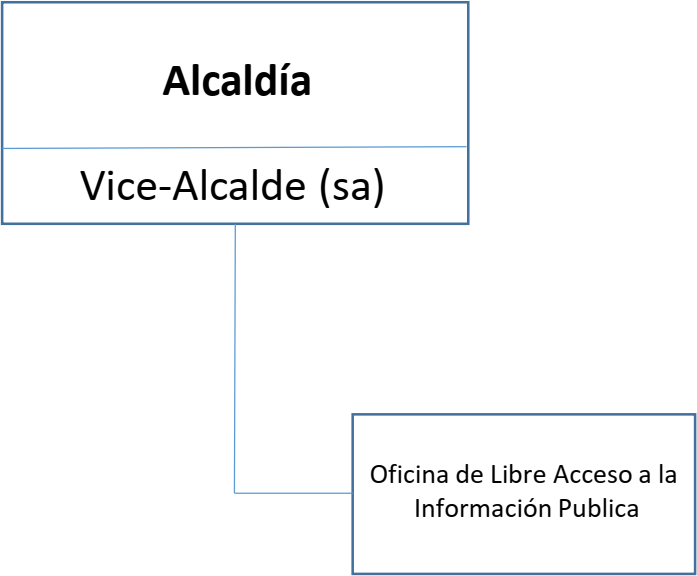 Alcaldía
Vice-Alcalde (sa)
Oficina de Libre Acceso a la
Información Publica